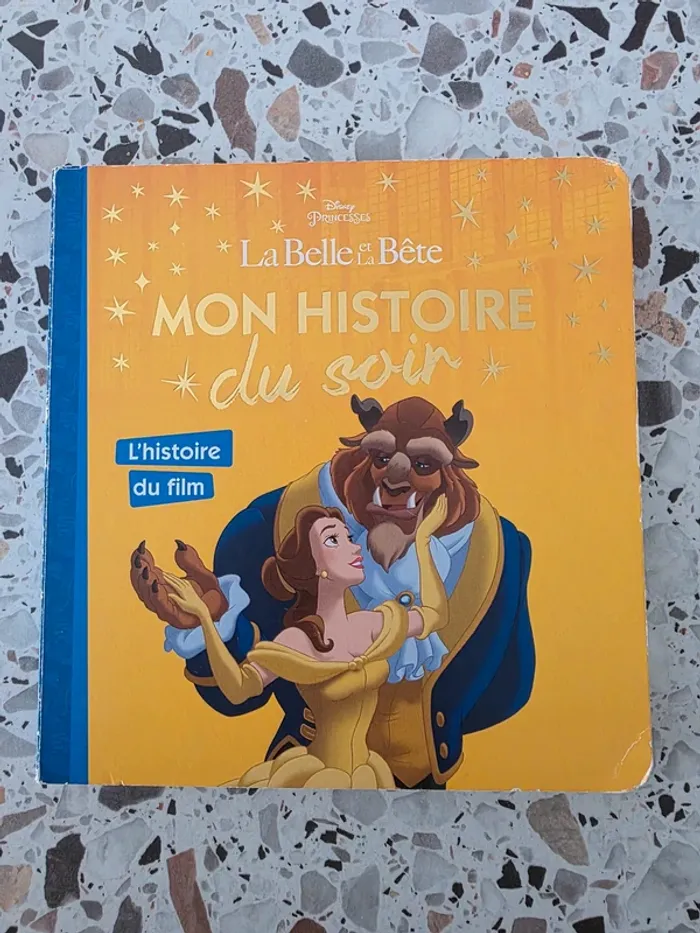 Disney
PRINCESSES
La Belle et La Bête
MON HISTOIRE
du soir
L'histoire
du film